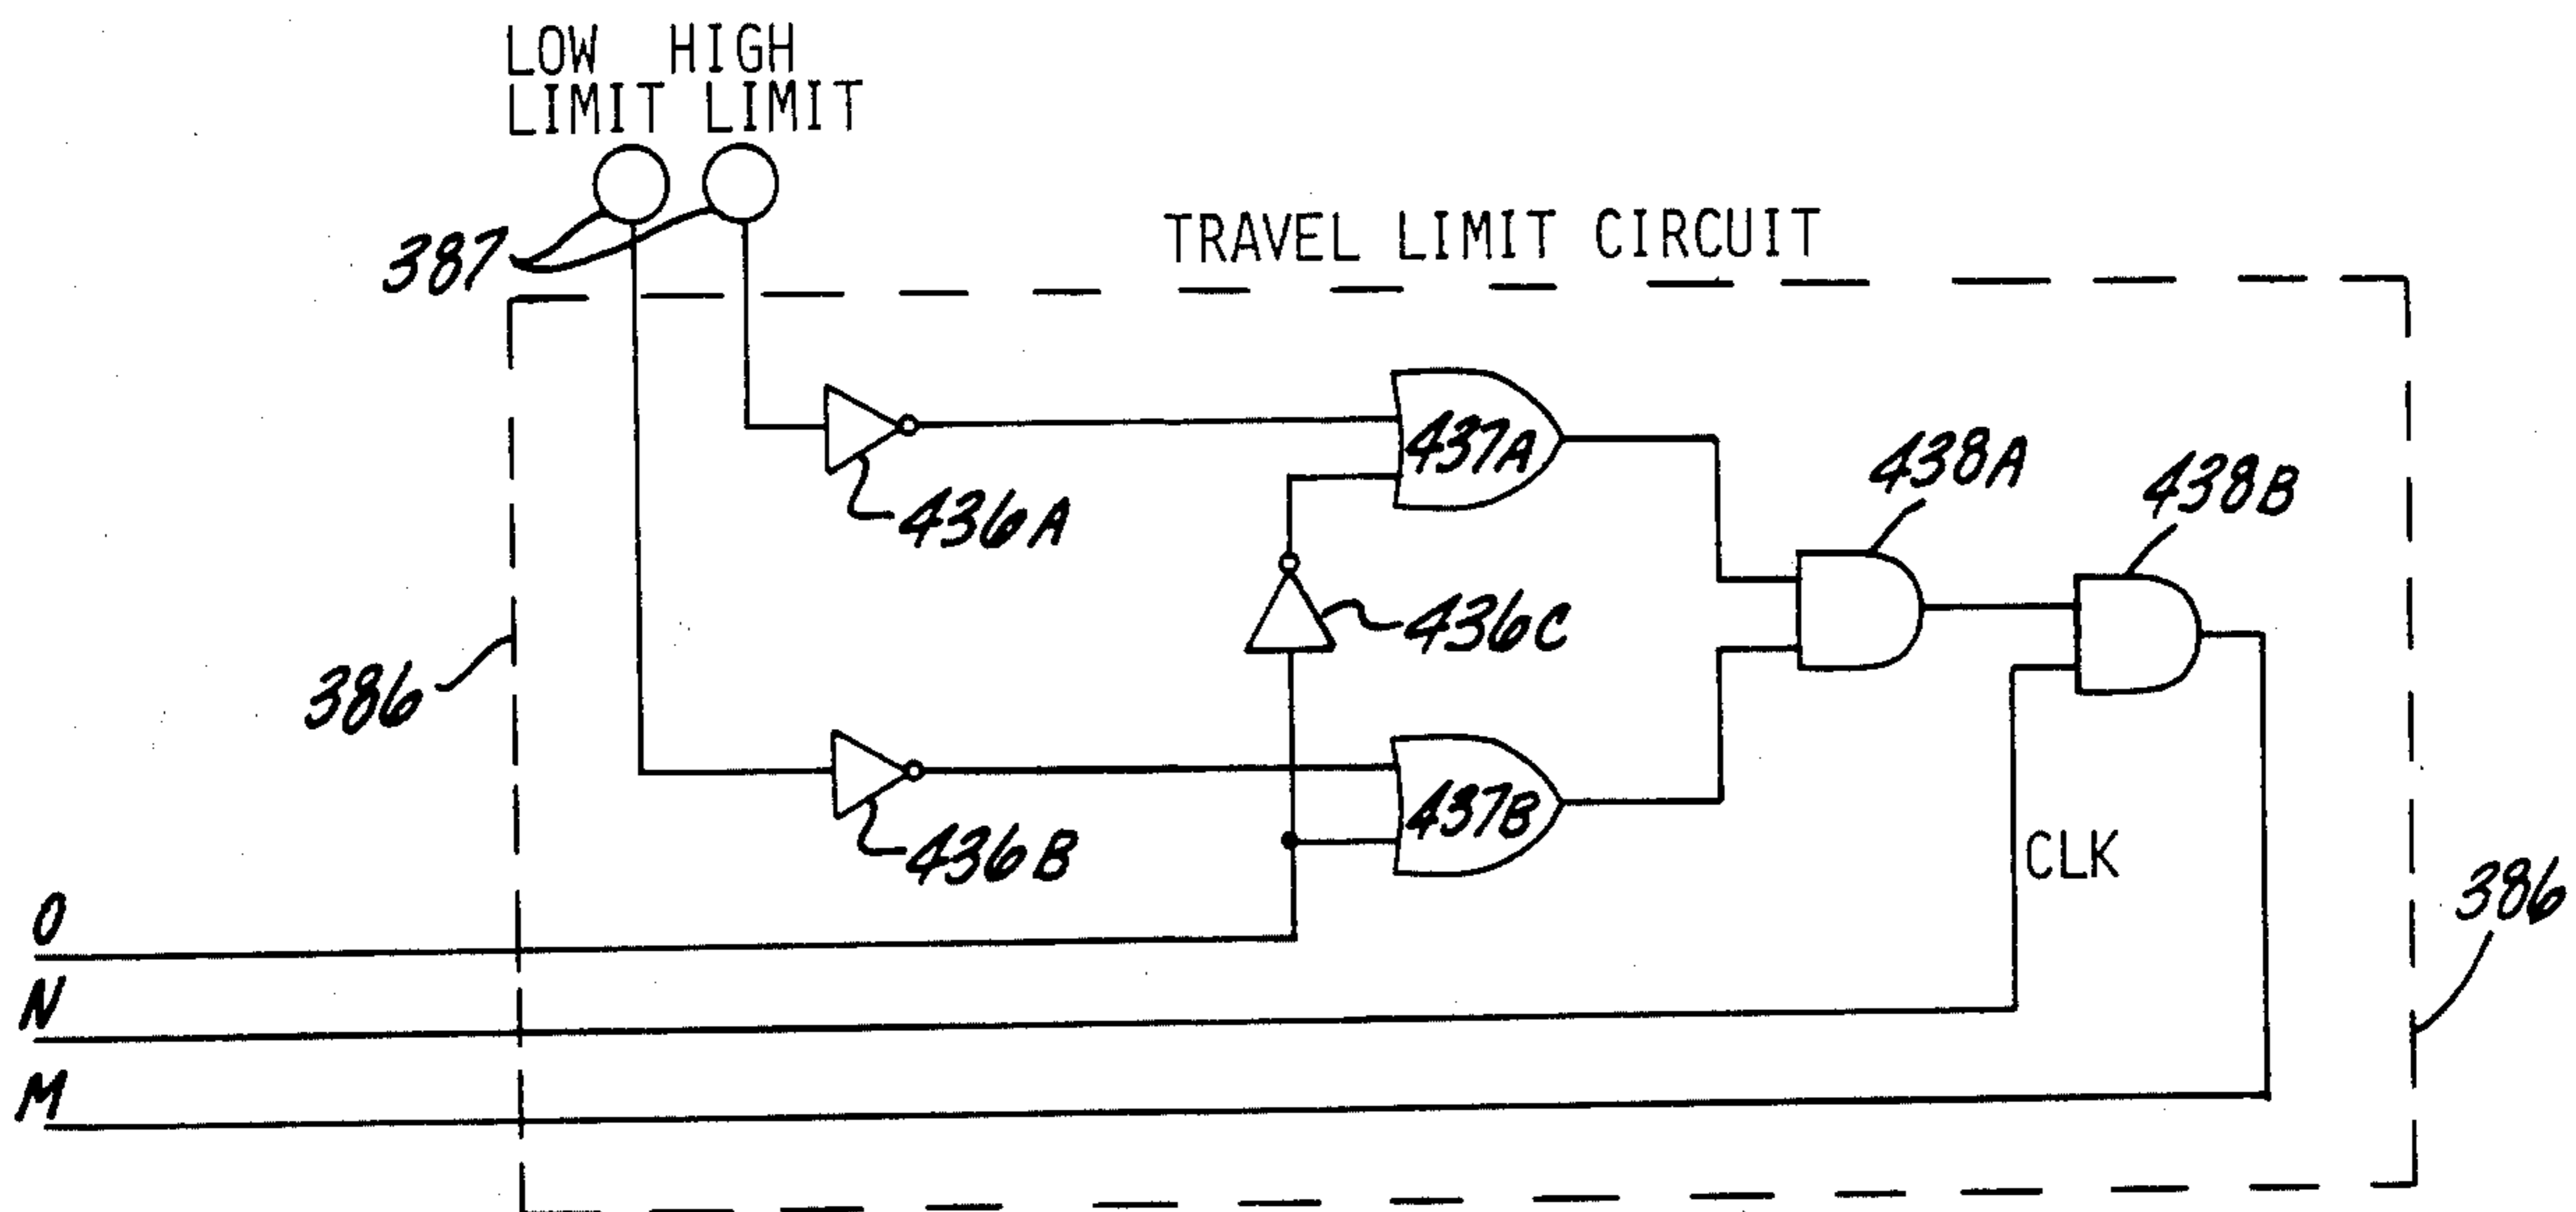 LOW HIGH
LIMIT LIMIT
387
TRAVEL LIMIT CIRCUIT
436A
437A
438A
438B
436C
386
436B
437B
CLK
386
O
N
M